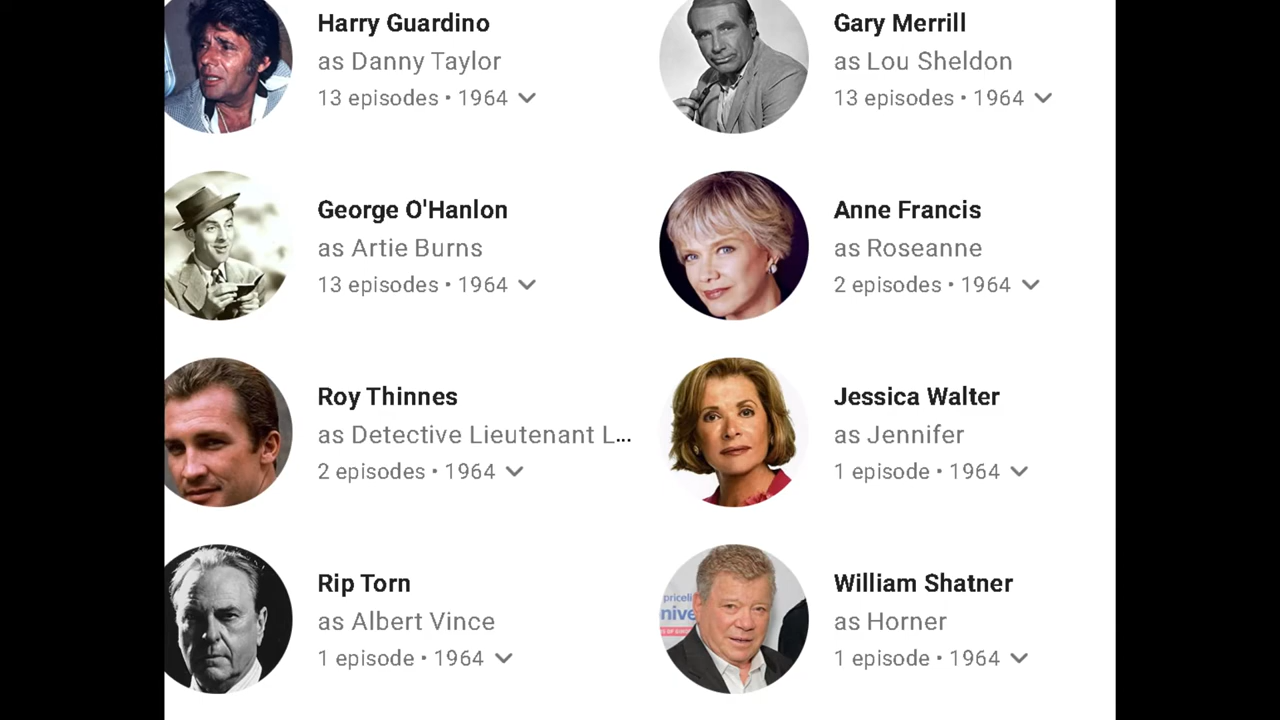 Harry Guardino
as Danny Taylor
13 episodes • 1964
Gary Merrill
as Lou Sheldon
13 episodes • 1964
George O'Hanlon
as Artie Burns
13 episodes • 1964
Anne Francis
as Roseanne
2 episodes • 1964
Roy Thinnes
as Detective Lieutenant L...
2 episodes • 1964
Jessica Walter
as Jennifer
1 episode • 1964
Rip Torn
as Albert Vince
1 episode • 1964
William Shatner
as Horner
1 episode • 1964